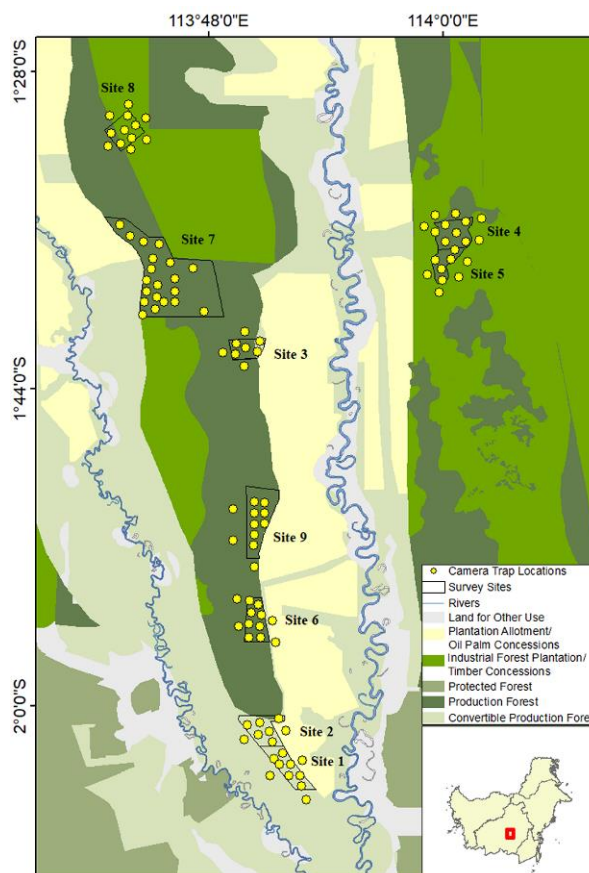 113°48'0"E
114°0'0"E
1°28'0"S
Site 8
Site 7
Site 4
Site 5
Site 3
1°44'0"S
Site 9
Site 6
2°0'0"S
Site 2
Site 1
Camera Trap Locations
Survey Sites
Rivers
Land for Other Use
Plantation Allotment/
Oil Palm Concessions
Industrial Forest Plantation/
Timber Concessions
Protected Forest
Production Forest
Convertible Production Fores